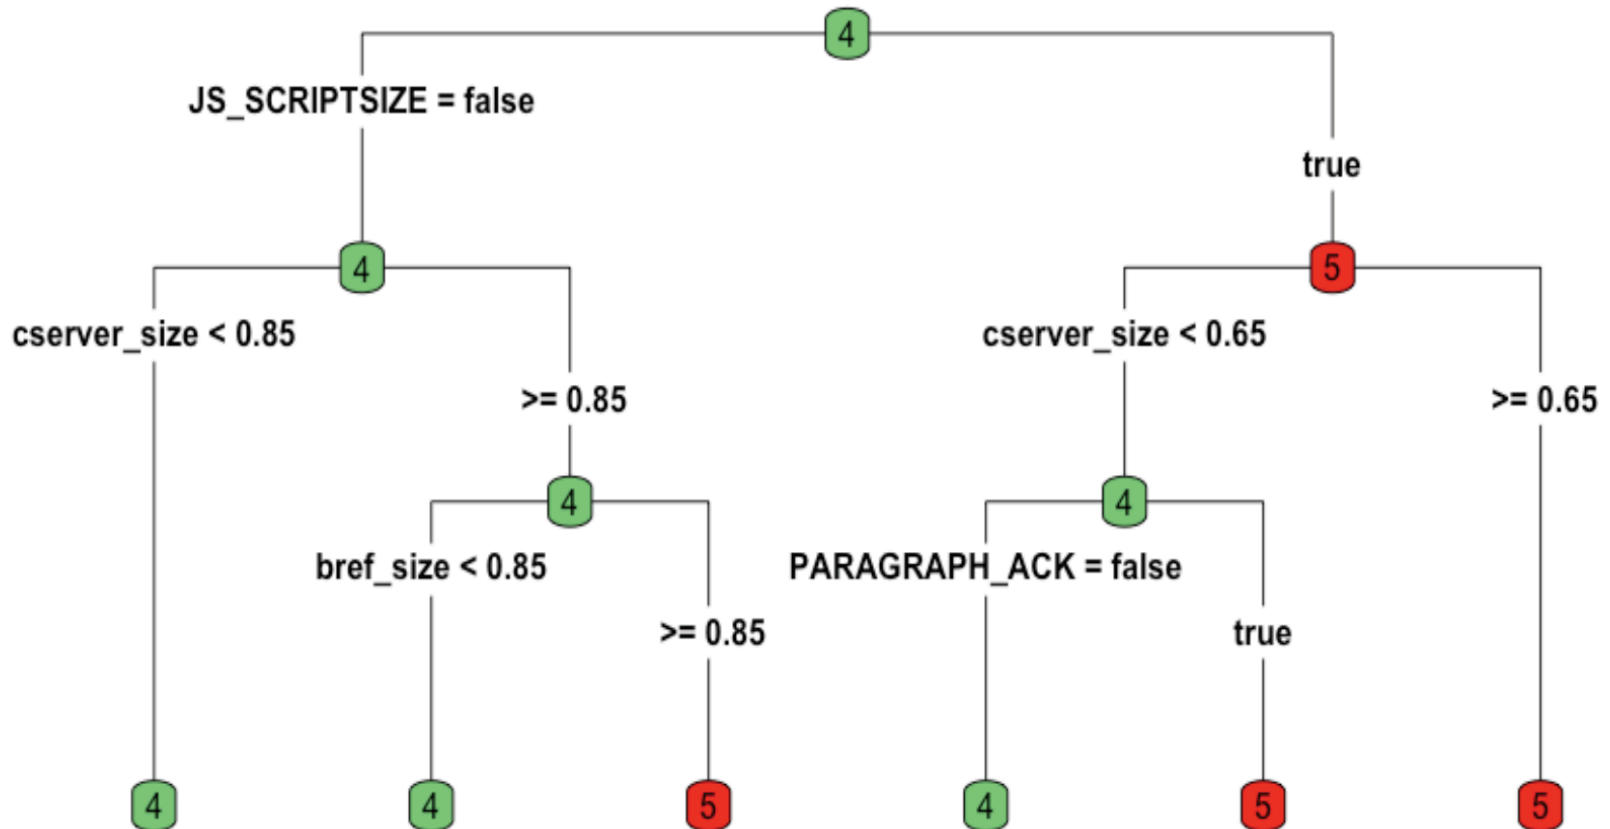 4
JS_SCRIPTSIZE = false
true
4
5
cserver_size < 0.85
cserver_size < 0.65
>= 0.85
>= 0.65
4
4
bref_size < 0.85
PARAGRAPH_ACK = false
>= 0.85
true
4
4
5
4
5
5